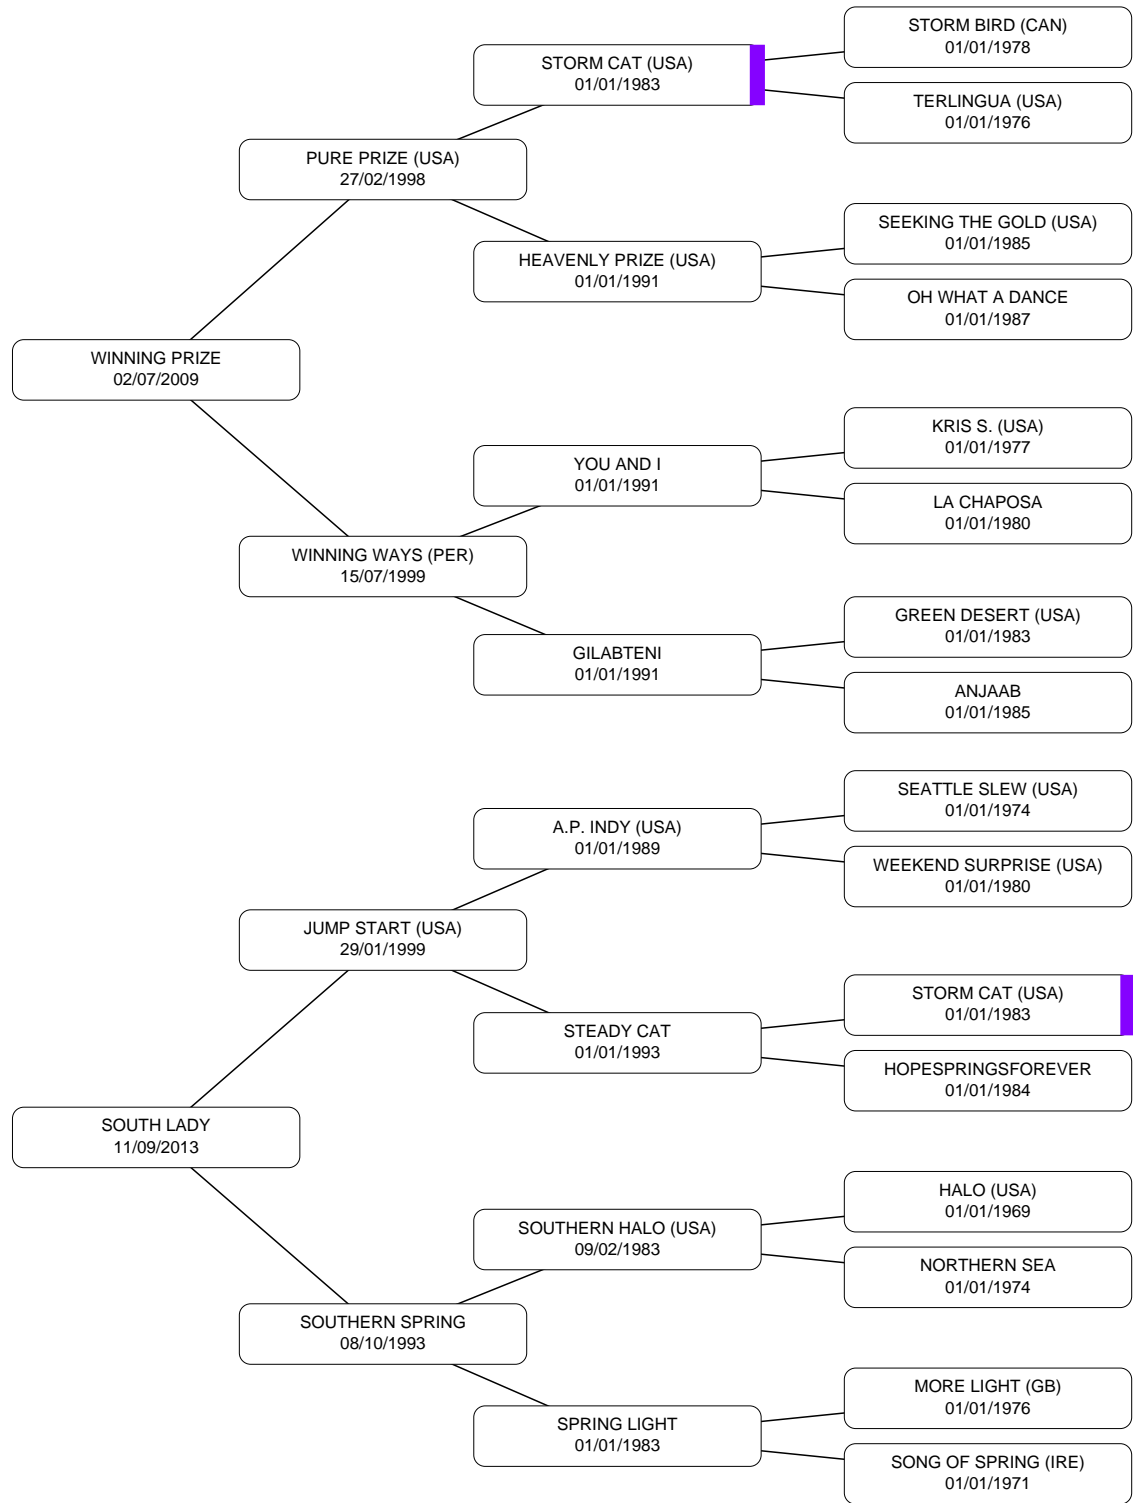 STORM BIRD (CAN)
01/01/1978
STORM CAT (USA)
01/01/1983
TERLINGUA (USA)
01/01/1976
PURE PRIZE (USA)
27/02/1998
SEEKING THE GOLD (USA)
01/01/1985
HEAVENLY PRIZE (USA)
01/01/1991
OH WHAT A DANCE
01/01/1987
WINNING PRIZE
02/07/2009
KRIS S. (USA)
01/01/1977
YOU AND I
01/01/1991
LA CHAPOSA
01/01/1980
WINNING WAYS (PER)
15/07/1999
GREEN DESERT (USA)
01/01/1983
GILABTENI
01/01/1991
ANJAAB
01/01/1985
SEATTLE SLEW (USA)
01/01/1974
A.P. INDY (USA)
01/01/1989
WEEKEND SURPRISE (USA)
01/01/1980
JUMP START (USA)
29/01/1999
STORM CAT (USA)
01/01/1983
STEADY CAT
01/01/1993
HOPESPRINGSFOREVER
01/01/1984
SOUTH LADY
11/09/2013
HALO (USA)
01/01/1969
SOUTHERN HALO (USA)
09/02/1983
NORTHERN SEA
01/01/1974
SOUTHERN SPRING
08/10/1993
MORE LIGHT (GB)
01/01/1976
SPRING LIGHT
01/01/1983
SONG OF SPRING (IRE)
01/01/1971